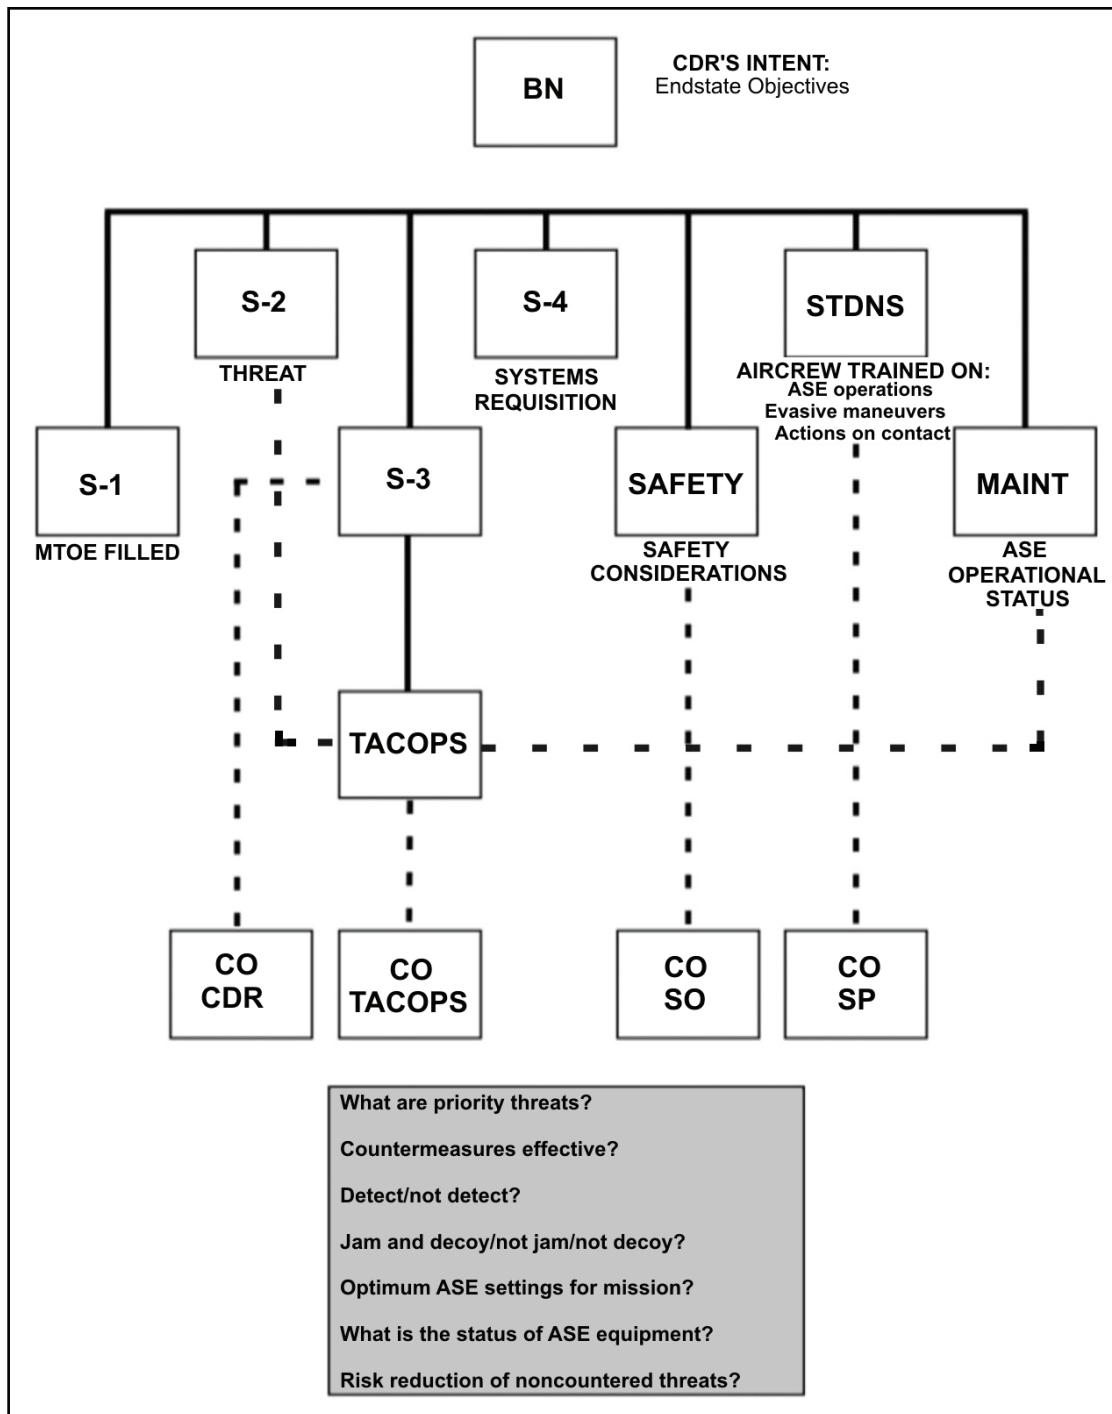 BN
CDR'S INTENT:
Endstate Objectives
S-2
THREAT
S-4
SYSTEMS
REQUISITION
STDNS
AIRCREW TRAINED ON:
ASE operations
Evasive maneuvers
Actions on contact
S-1
MTOE FILLED
S-3
SAFETY
SAFETY
CONSIDERATIONS
MAINT
ASE
OPERATIONAL
STATUS
TACOPS
CO
CDR
CO
TACOPS
CO
SO
CO
SP
What are priority threats?
Countermeasures effective?
Detect/not detect?
Jam and decoy/not jam/not decoy?
Optimum ASE settings for mission?
What is the status of ASE equipment?
Risk reduction of noncountered threats?